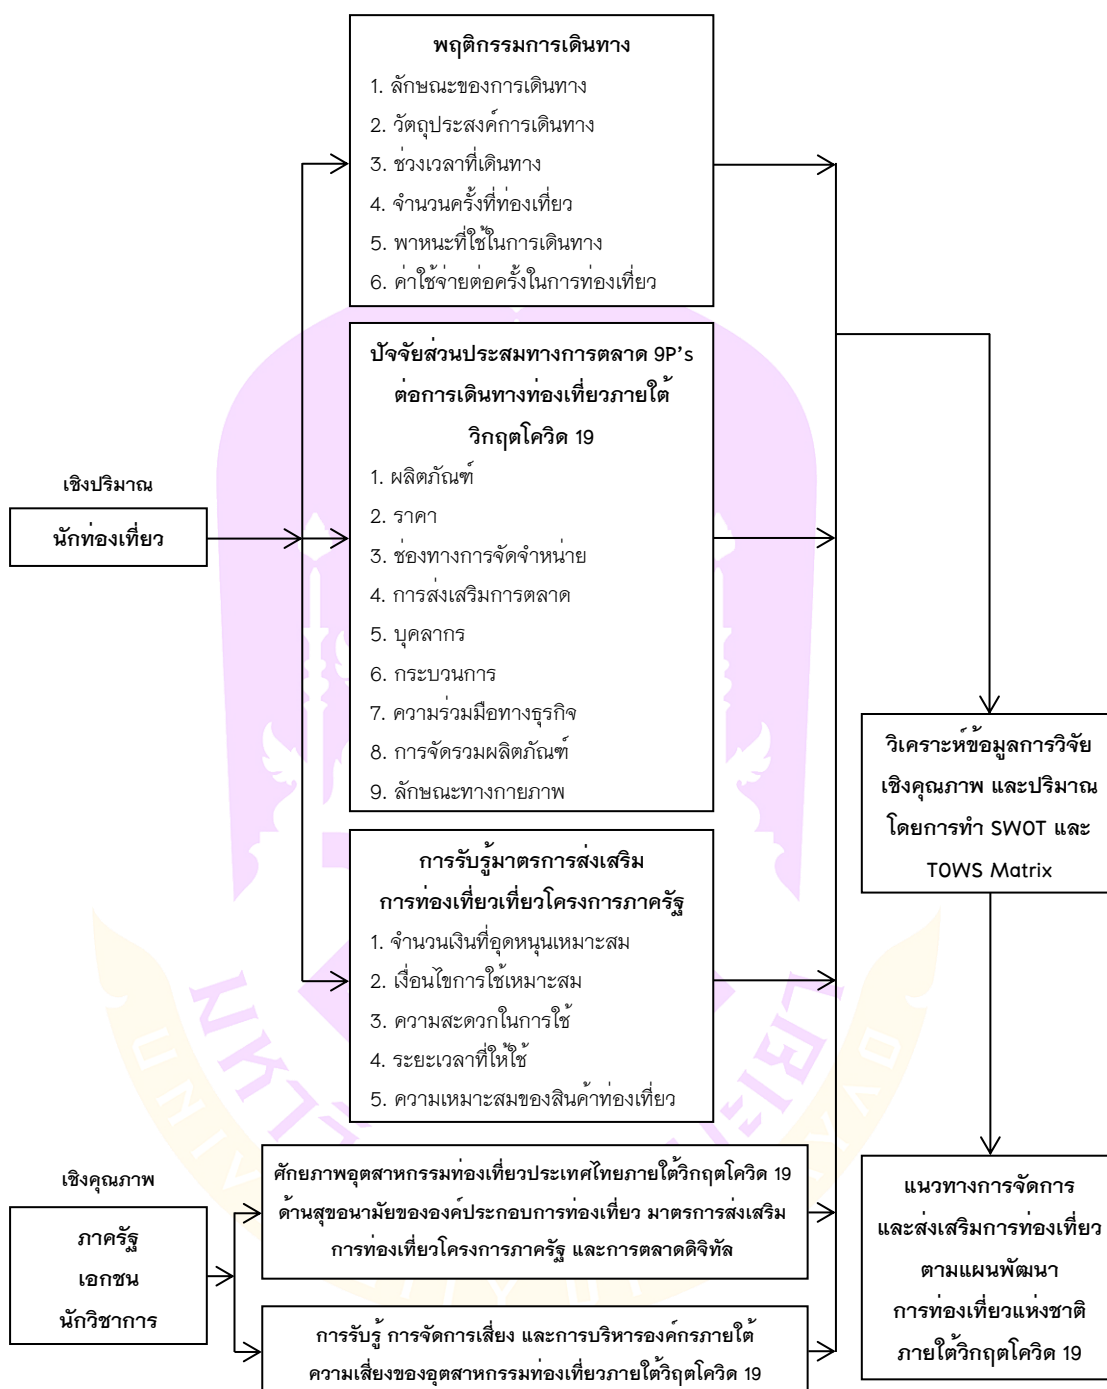 พฤติกรรมการเดินทาง
1. ลักษณะของการเดินทาง
2. วัตถุประสงค์การเดินทาง
3. ช่วงเวลาที่เดินทาง
4. จำนวนครั้งที่ท่องเที่ยว
5. พาหนะที่ใช้ในการเดินทาง
6. ค่าใช้จ่ายต่อครั้งในการท่องเที่ยว
ปัจจัยส่วนประสมทางการตลาด 9P's
ต่อการเดินทางท่องเที่ยวภายใต้
วิกฤตโควิด 19
1. ผลิตภัณฑ์
2. ราคา
3. ช่องทางการจัดจำหน่าย
4. การส่งเสริมการตลาด
5. บุคลากร
6. กระบวนการ
7. ความร่วมมือทางธุรกิจ
8. การจัดรวมผลิตภัณฑ์
9. ลักษณะทางกายภาพ
เชิงปริมาณ
นักท่องเที่ยว
การรับรู้มาตรการส่งเสริม
การท่องเที่ยวเที่ยวโครงการภาครัฐ
1. จำนวนเงินที่อุดหนุนเหมาะสม
2. เงื่อนไขการใช้เหมาะสม
3. ความสะดวกในการใช้
4. ระยะเวลาที่ให้ใช้
5. ความเหมาะสมของสินค้าท่องเที่ยว
วิเคราะห์ข้อมูลการวิจัย
เชิงคุณภาพ และปริมาณ
โดยการทำ SWOT และ
TOWS Matrix
เชิงคุณภาพ
ภาครัฐ
เอกชน
นักวิชาการ
ศักยภาพอุตสาหกรรมท่องเที่ยวประเทศไทยภายใต้วิกฤตโควิด 19
ด้านสุขอนามัยขององค์ประกอบการท่องเที่ยว มาตรการส่งเสริม
การท่องเที่ยวโครงการภาครัฐ และการตลาดดิจิทัล
การรับรู้ การจัดการเสี่ยง และการบริหารองค์กรภายใต้
ความเสี่ยงของอุตสาหกรรมท่องเที่ยวภายใต้วิฤตโควิด 19
แนวทางการจัดการ
และส่งเสริมการท่องเที่ยว
ตามแผนพัฒนา
การท่องเที่ยวแห่งชาติ
ภายใต้วิกฤตโควิด 19